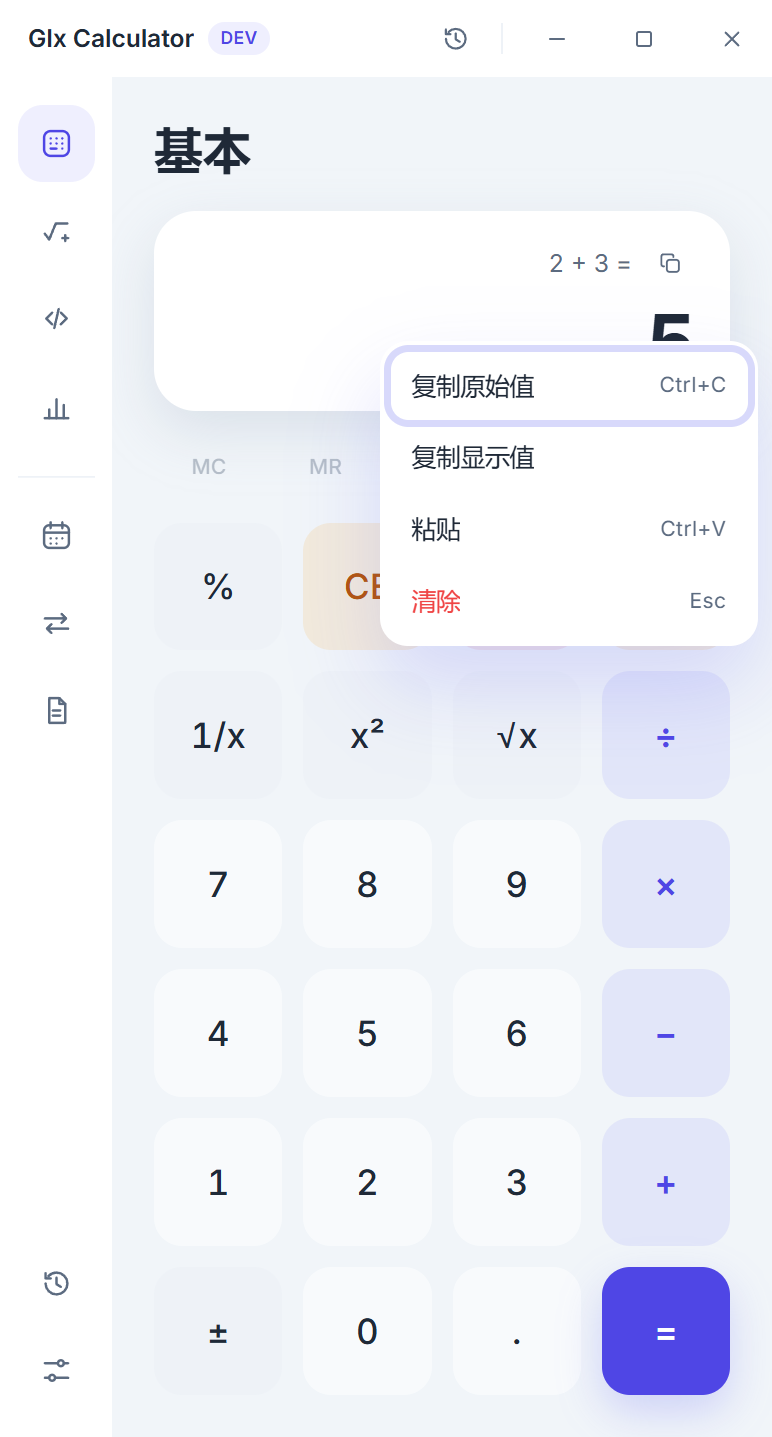 Glx Calculator DEV
基本
2 + 3 =
5
复制原始值 Ctrl+C
复制显示值
粘贴 Ctrl+V
清除 Esc
MC MR
%
1/x x² √x ÷
7 8 9 ×
4 5 6 −
1 2 3 +
± 0 . =